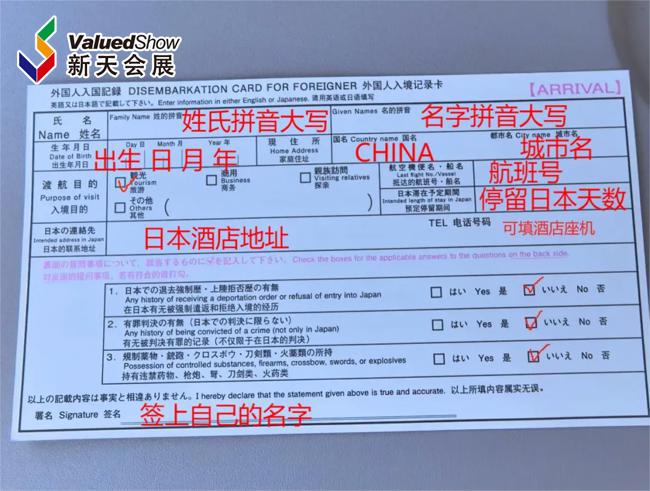 ValuedShow
新天会展
外国人入国記録 DISEMBARKATION CARD FOR FOREIGNER 外国人入境记录卡
英語又は日本語で記載して下さい。Enter information in either English or Japanese. 请用英语或日语填写
【ARRIVAL】
氏 名
Name 姓名
Family Name 姓的拼音
姓氏拼音大写
Given Names 名的拼音
名字拼音大写
生年月日
Date of Birth
出生年月日
Day 日 Month 月 Year 年
出生 日 月 年
現住所
Home Address
家庭住址
国名 Country name 国名
CHINA
都市名 City name 城市名
城市名
渡航目的
Purpose of visit
入境目的
観光
Tourism
旅游
商用
Business
商务
親族訪問
Visiting relatives
探亲
その他
Others
其他
( )
航空機便名・船名
Last flight No./Vessel
抵达的航班号・船名
航班号
日本滞在予定期間
Intended length of stay in Japan
预定停留期间
停留日本天数
日本の連絡先
Intended address in Japan
日本的联系地址
日本酒店地址
TEL 电话号码
可填酒店座机
裏面の質問事項について、該当するものに✓を記入して下さい。Check the boxes for the applicable answers to the questions on the back side.
对反面的提问事项，若有符合的请打勾。
1. 日本での退去強制歴・上陸拒否歴の有無
Any history of receiving a deportation order or refusal of entry into Japan
在日本有无被强制遣返和拒绝入境的经历
はい Yes 是 いいえ No 否
2. 有罪判決の有無（日本での判決に限らない）
Any history of being convicted of a crime (not only in Japan)
有无被判决有罪的记录（不仅限于在日本的判决）
はい Yes 是 いいえ No 否
3. 規制薬物・銃砲・クロスボウ・刀剣類・火薬類の所持
Possession of controlled substances, firearms, crossbow, swords, or explosives
持有违禁药物、枪炮、弩、刀剑类、火药类
はい Yes 是 いいえ No 否
以上の記載内容は事実と相違ありません。I hereby declare that the statement given above is true and accurate. 以上所填内容属实无误。
署名 Signature 签名
签上自己的名字